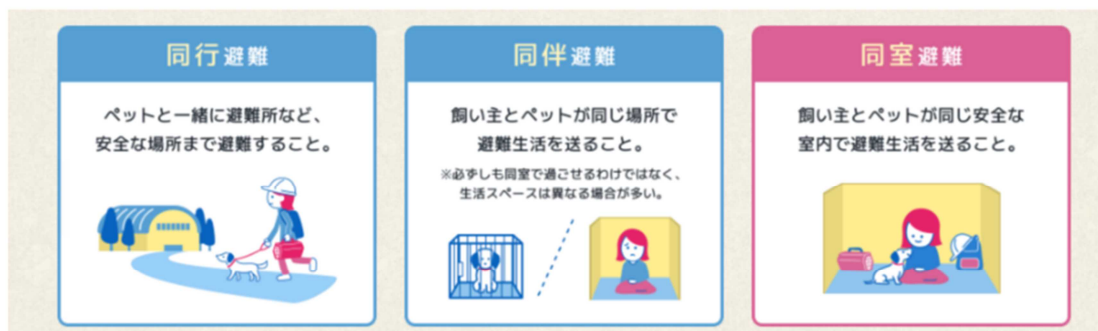 同行避難
ペットと一緒に避難所など、
安全な場所まで避難すること。
同伴避難
飼い主とペットが同じ場所で
避難生活を送ること。
※必ずしも同室で過ごせるわけではなく、
生活スペースは異なる場合が多い。
同室避難
飼い主とペットが同じ安全な
室内で避難生活を送ること。